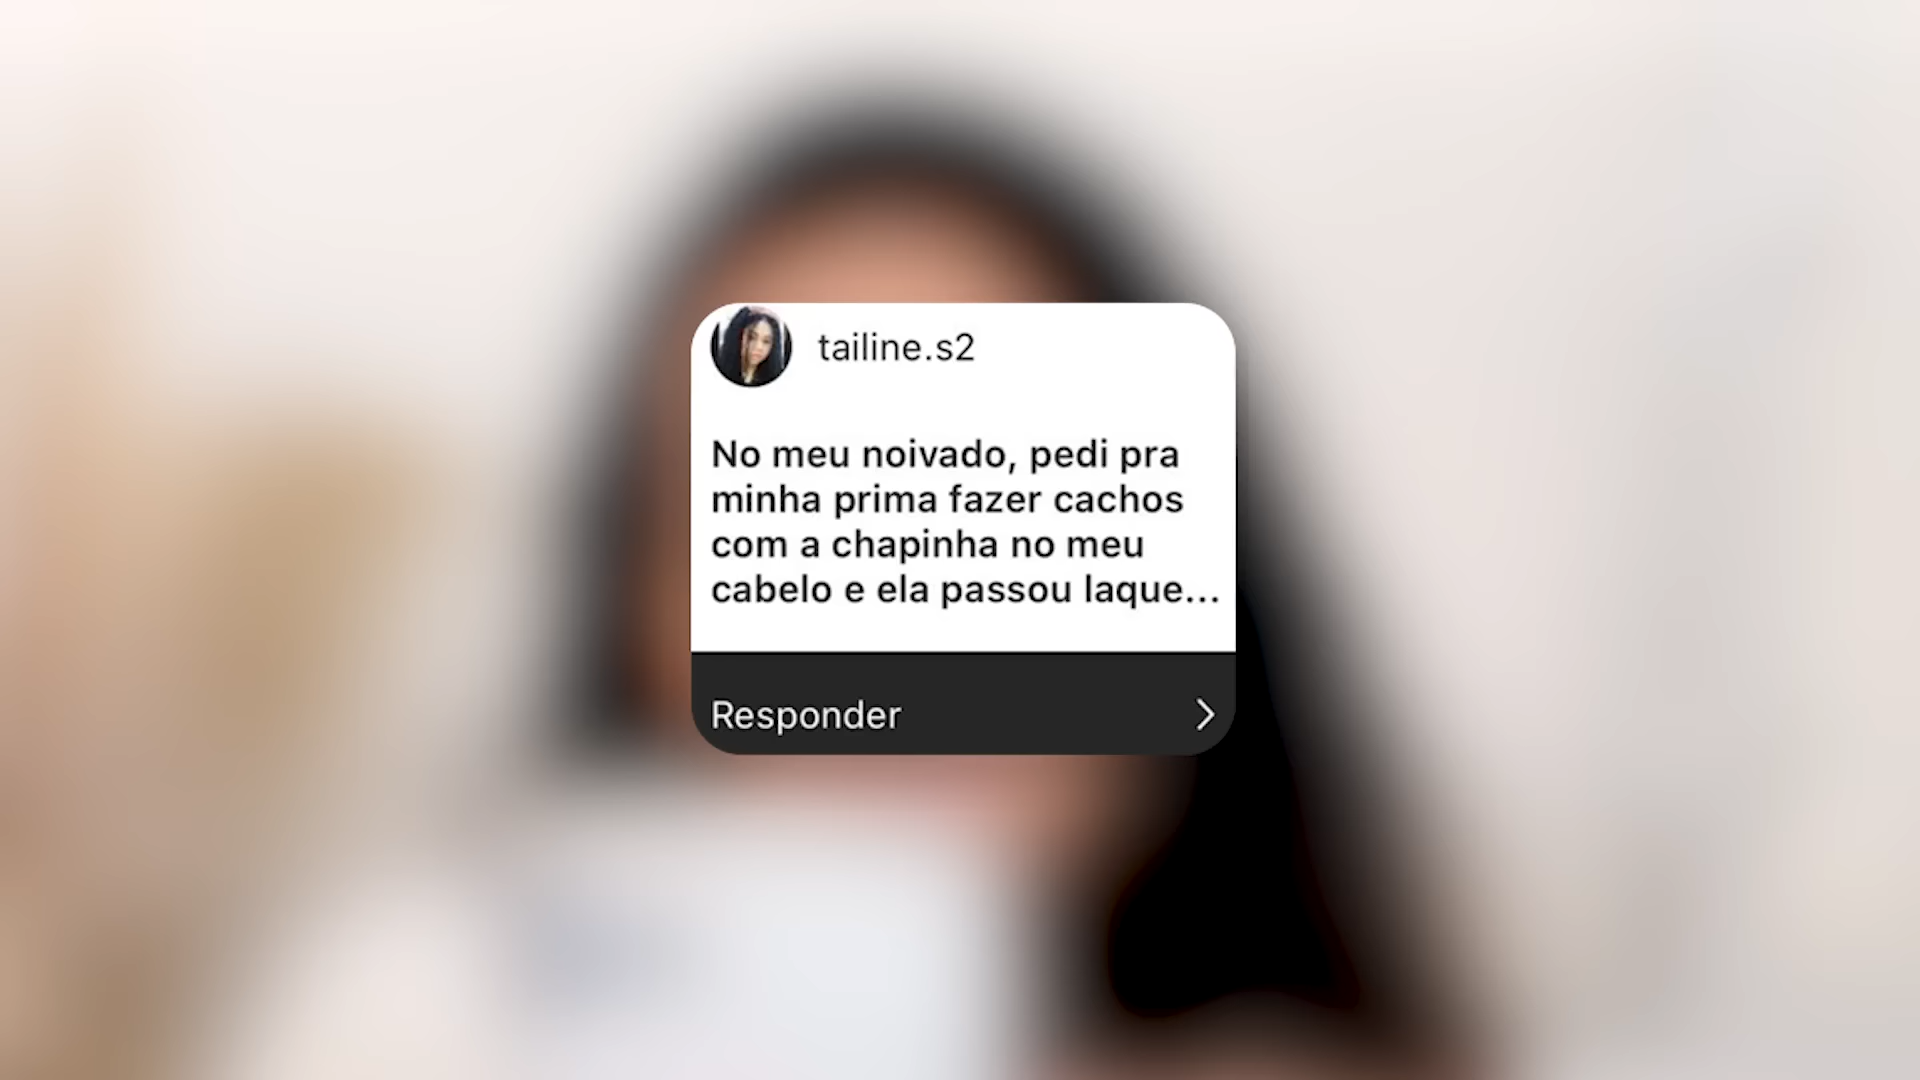 tailine.s2
No meu noivado, pedi pra
minha prima fazer cachos
com a chapinha no meu
cabelo e ela passou laque...
Responder